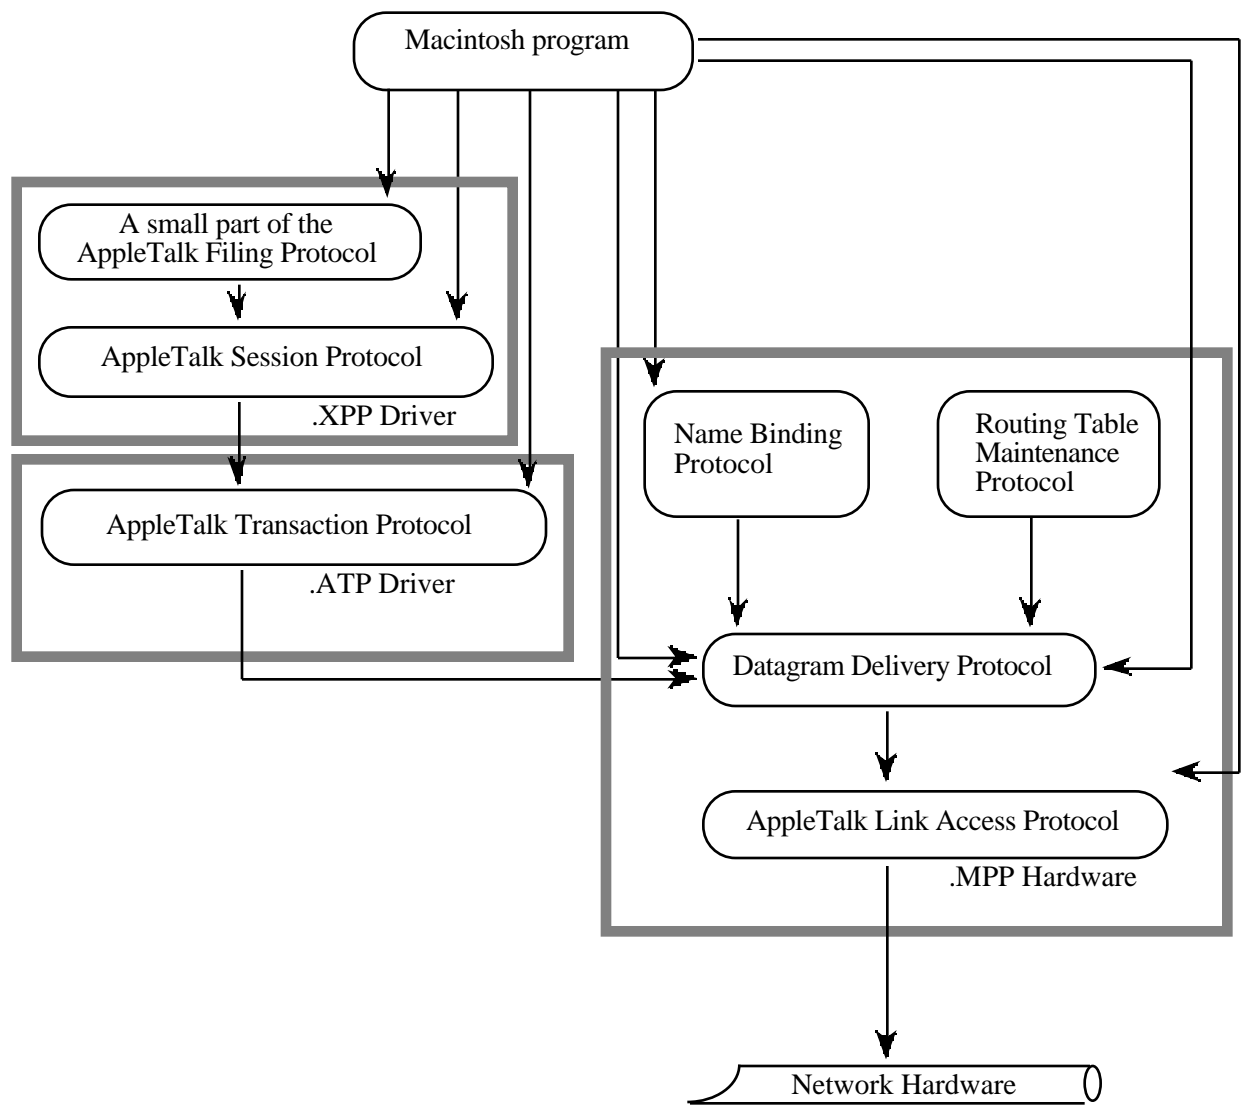 Macintosh program
A small part of the
AppleTalk Filing Protocol
AppleTalk Session Protocol
.XPP Driver
Name Binding
Protocol
Routing Table
Maintenance
Protocol
AppleTalk Transaction Protocol
.ATP Driver
Datagram Delivery Protocol
AppleTalk Link Access Protocol
.MPP Hardware
Network Hardware